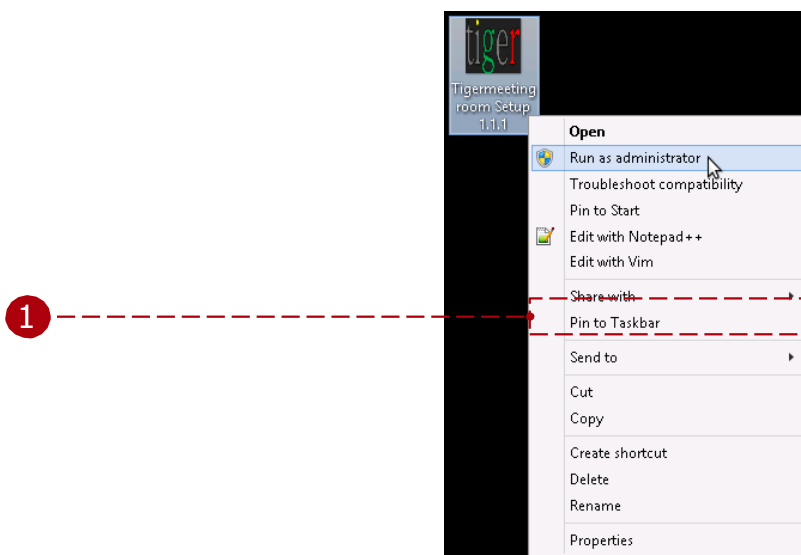 tiger
Tigermeeting
room Setup
1.1.1
Open
Run as administrator
Troubleshoot compatibility
Pin to Start
Edit with Notepad++
Edit with Vim
Share with
1
Pin to Taskbar
Send to
Cut
Copy
Create shortcut
Delete
Rename
Properties